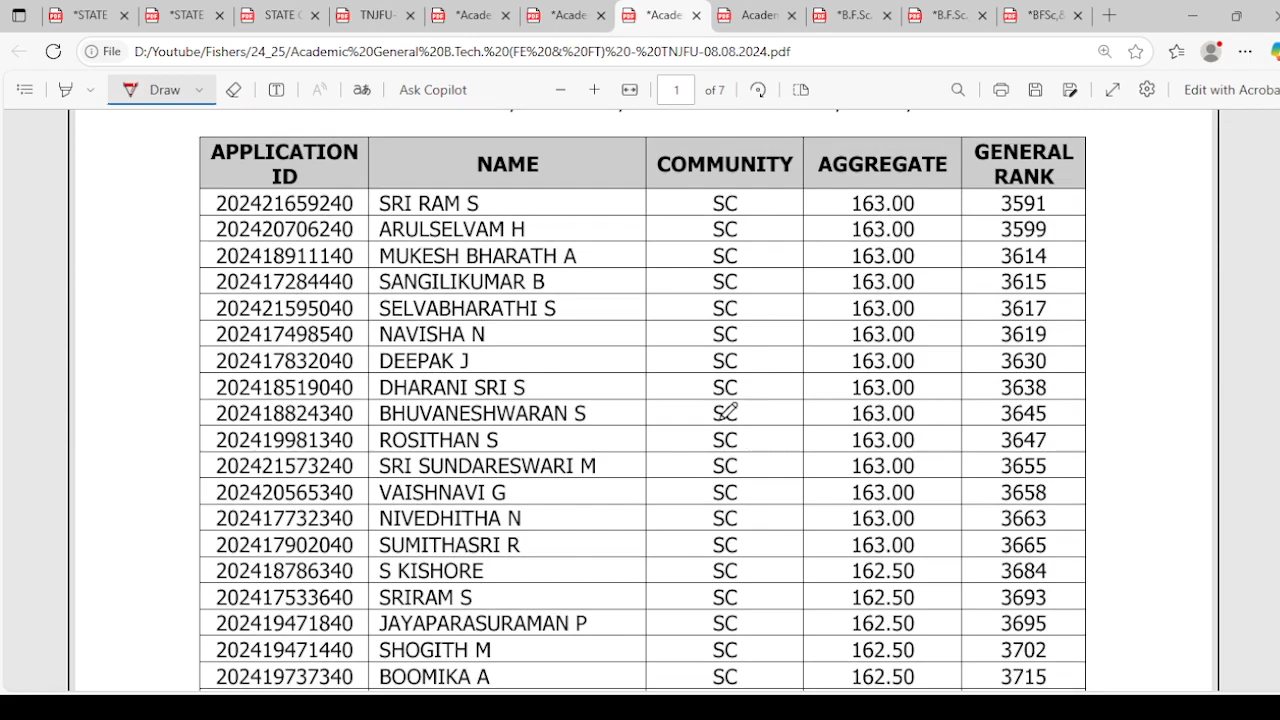 *STATE
*STATE
STATE C
TNJFU-
*Acade
*Acade
*Acade
Academ
*B.F.Sc.
*B.F.Sc.
*BFSc,&
File D:/Youtube/Fishers/24_25/Academic%20General%20B.Tech.%20(FE%20&%20FT)%20-%20TNJFU-08.08.2024.pdf
Draw
Ask Copilot
1 of 7
Edit with Acroba
APPLICATION ID NAME COMMUNITY AGGREGATE GENERAL RANK
202421659240 SRI RAM S SC 163.00 3591
202420706240 ARULSELVAM H SC 163.00 3599
202418911140 MUKESH BHARATH A SC 163.00 3614
202417284440 SANGILIKUMAR B SC 163.00 3615
202421595040 SELVABHARATHI S SC 163.00 3617
202417498540 NAVISHA N SC 163.00 3619
202417832040 DEEPAK J SC 163.00 3630
202418519040 DHARANI SRI S SC 163.00 3638
202418824340 BHUVANESHWARAN S SC 163.00 3645
202419981340 ROSITHAN S SC 163.00 3647
202421573240 SRI SUNDARESWARI M SC 163.00 3655
202420565340 VAISHNAVI G SC 163.00 3658
202417732340 NIVEDHITHA N SC 163.00 3663
202417902040 SUMITHASRI R SC 163.00 3665
202418786340 S KISHORE SC 162.50 3684
202417533640 SRIRAM S SC 162.50 3693
202419471840 JAYAPARASURAMAN P SC 162.50 3695
202419471440 SHOGITH M SC 162.50 3702
202419737340 BOOMIKA A SC 162.50 3715